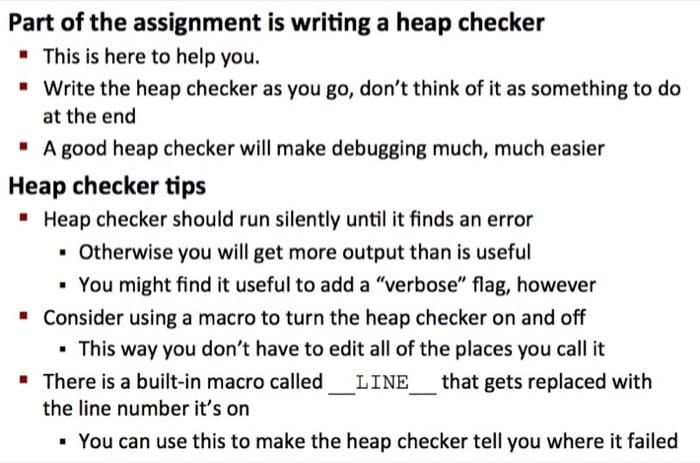 Part of the assignment is writing a heap checker
▪ This is here to help you.
▪ Write the heap checker as you go, don't think of it as something to do
at the end
▪ A good heap checker will make debugging much, much easier
Heap checker tips
▪ Heap checker should run silently until it finds an error
▪ Otherwise you will get more output than is useful
▪ You might find it useful to add a “verbose” flag, however
▪ Consider using a macro to turn the heap checker on and off
▪ This way you don't have to edit all of the places you call it
▪ There is a built-in macro called __LINE__ that gets replaced with
the line number it's on
▪ You can use this to make the heap checker tell you where it failed